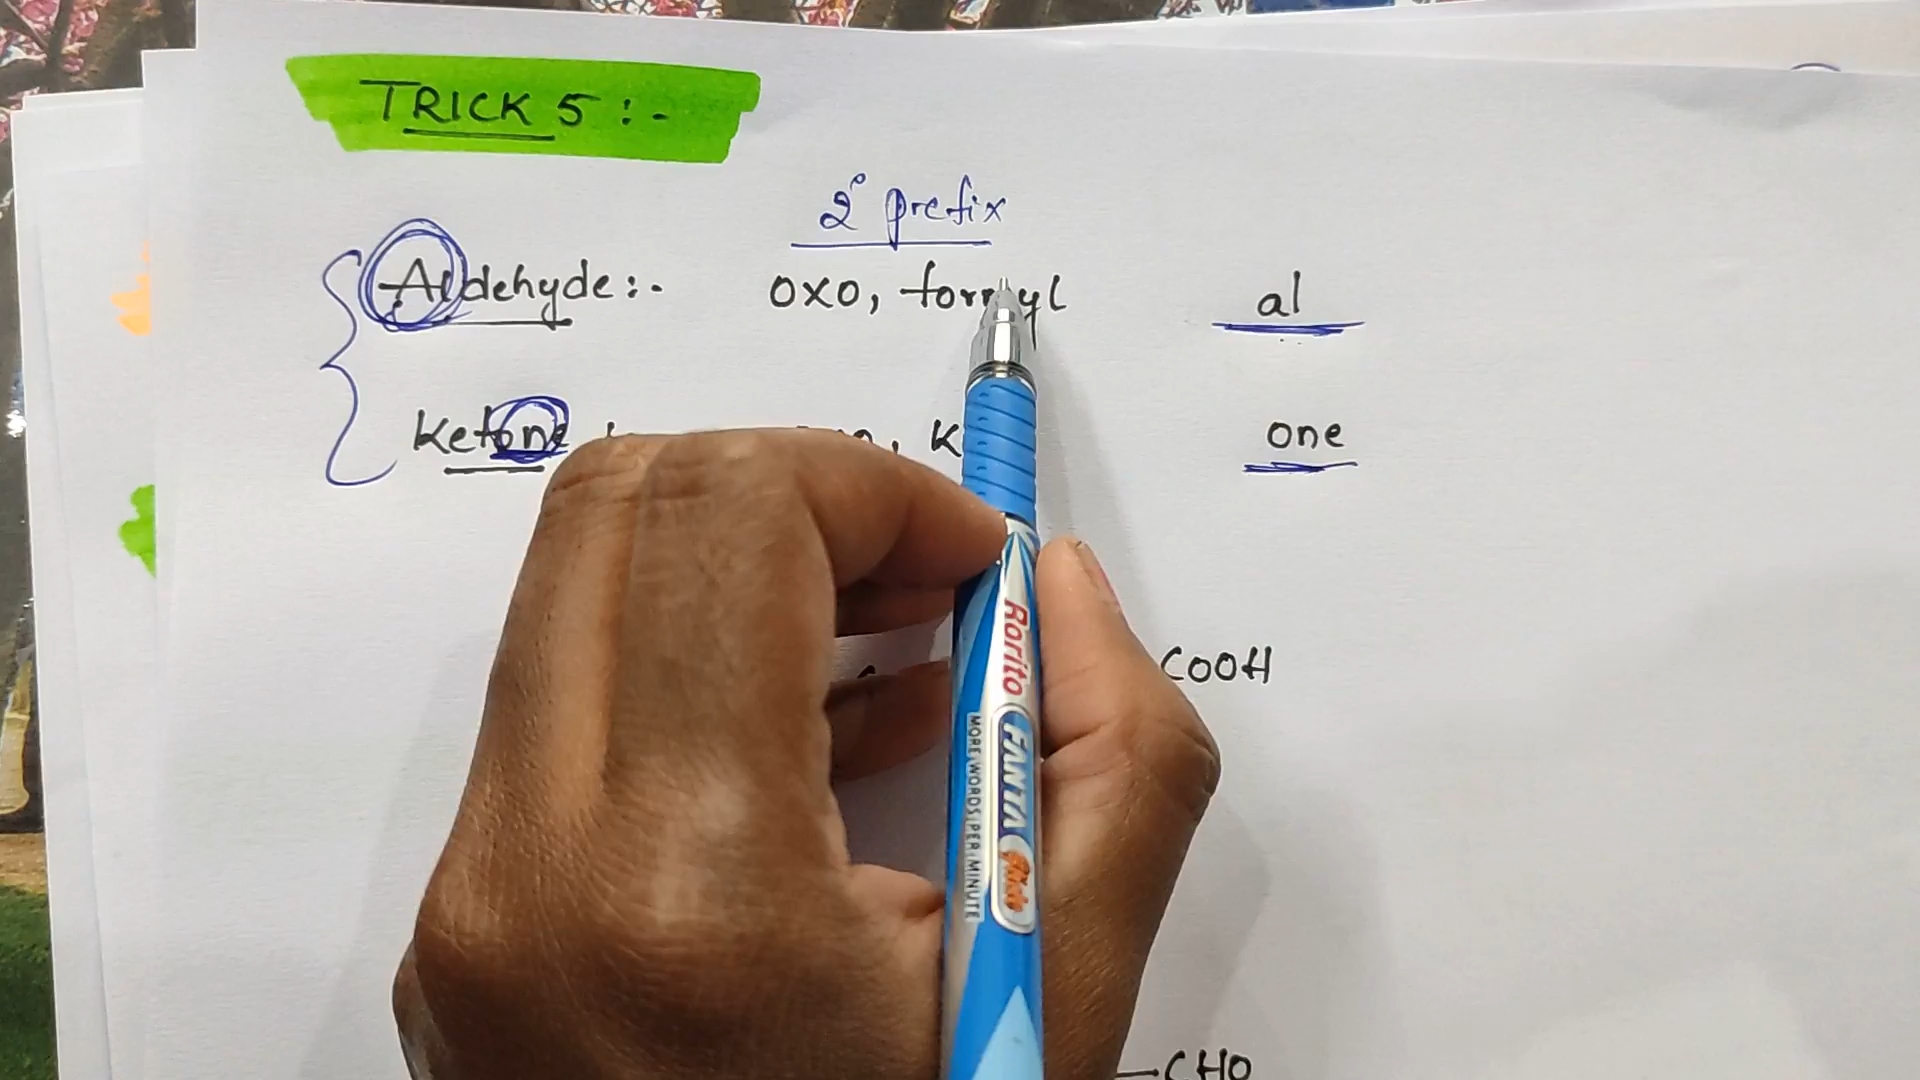 TRICK 5 :-
2° prefix
Aldehyde :- oxo, formyl al
Ketone one
COOH
—CHO
Rorito
FANTA
MORE WORDS PER MINUTE